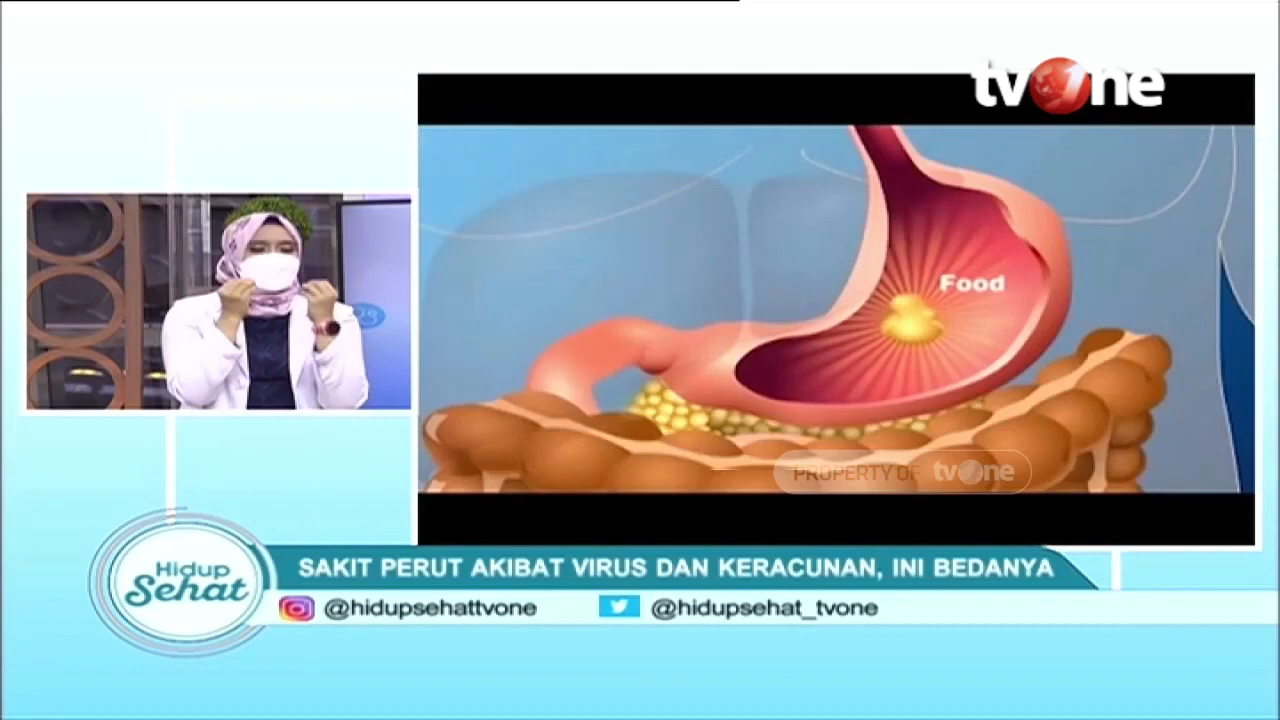 tvOne
Food
PROPERTY OF tvOne
Hidup
Sehat
SAKIT PERUT AKIBAT VIRUS DAN KERACUNAN, INI BEDANYA
@hidupsehattvone
@hidupsehat_tvone